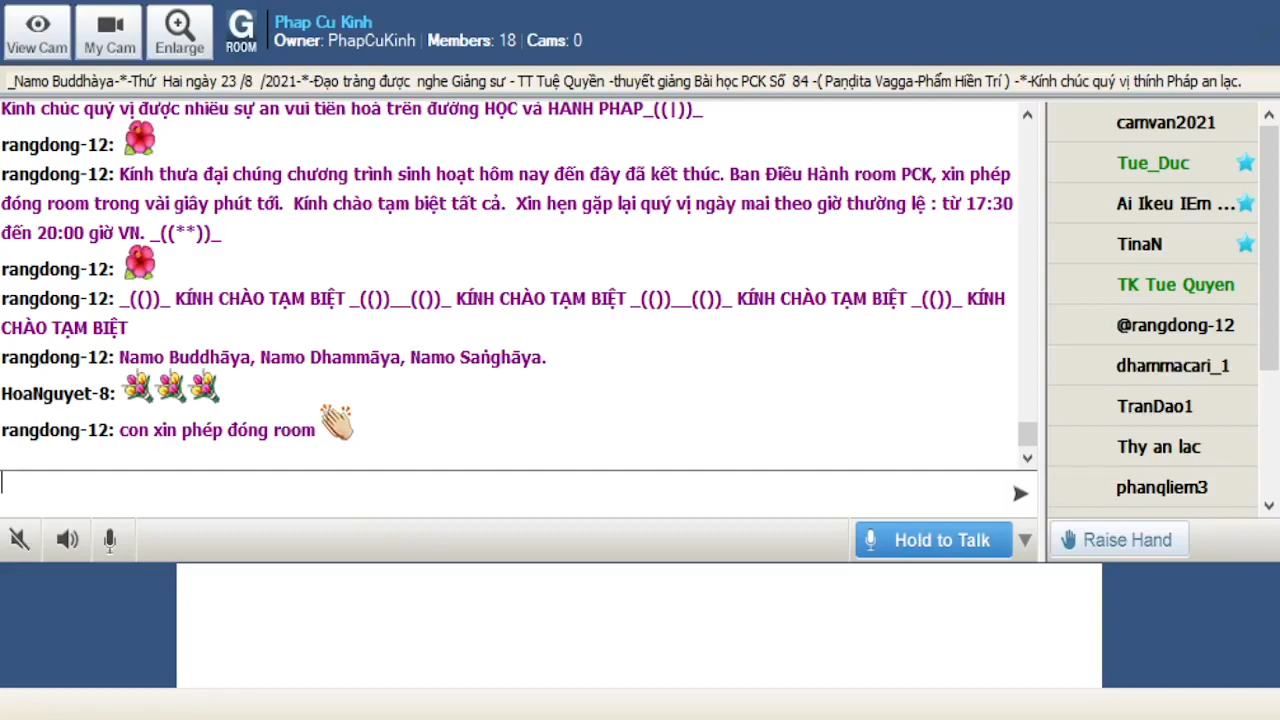 View Cam
My Cam
Enlarge
G
ROOM
Phap Cu Kinh
Owner: PhapCuKinh | Members: 18 | Cams: 0
_Namo Buddhàya-*-Thứ Hai ngày 23 /8 /2021-*-Đạo tràng được nghe Giảng sư - TT Tuệ Quyền -thuyết giảng Bài học PCK Số 84 -( Paṇḍita Vagga-Phẩm Hiền Trí ) -*-Kính chúc quý vị thính Pháp an lạc.
Kính chúc quý vị được nhiều sự an vui tiến hoá trên đường HỌC và HÀNH PHÁP_((|))_
rangdong-12:
rangdong-12: Kính thưa đại chúng chương trình sinh hoạt hôm nay đến đây đã kết thúc. Ban Điều Hành room PCK, xin phép
đóng room trong vài giây phút tới. Kính chào tạm biệt tất cả. Xin hẹn gặp lại quý vị ngày mai theo giờ thường lệ : từ 17:30
đến 20:00 giờ VN. _((**))_
rangdong-12:
rangdong-12: _(())_ KÍNH CHÀO TẠM BIỆT _(())__(())_ KÍNH CHÀO TẠM BIỆT _(())__(())_ KÍNH CHÀO TẠM BIỆT _(())_ KÍNH
CHÀO TẠM BIỆT
rangdong-12: Namo Buddhāya, Namo Dhammāya, Namo Saṅghāya.
HoaNguyet-8:
rangdong-12: con xin phép đóng room
camvan2021
Tue_Duc
Ai Ikeu IEm ...
TinaN
TK Tue Quyen
@rangdong-12
dhammacari_1
TranDao1
Thy an lac
phanqliem3
Hold to Talk
Raise Hand